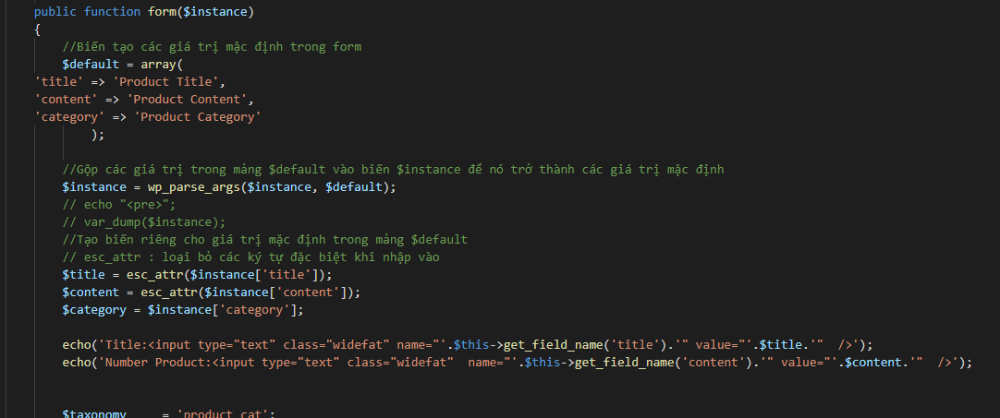 public function form($instance)
{
//Biến tạo các giá trị mặc định trong form
$default = array(
'title' => 'Product Title',
'content' => 'Product Content',
'category' => 'Product Category'
);
//Gộp các giá trị trong mảng $default vào biến $instance để nó trở thành các giá trị mặc định
$instance = wp_parse_args($instance, $default);
// echo "<pre>";
// var_dump($instance);
//Tạo biến riêng cho giá trị mặc định trong mảng $default
// esc_attr : loại bỏ các ký tự đặc biệt khi nhập vào
$title = esc_attr($instance['title']);
$content = esc_attr($instance['content']);
$category = $instance['category'];
echo('Title:<input type="text" class="widefat" name="'.$this->get_field_name('title').'" value="'.$title.'"  />');
echo('Number Product:<input type="text" class="widefat"  name="'.$this->get_field_name('content').'" value="'.$content.'"  />');
$taxonomy     = 'product_cat';